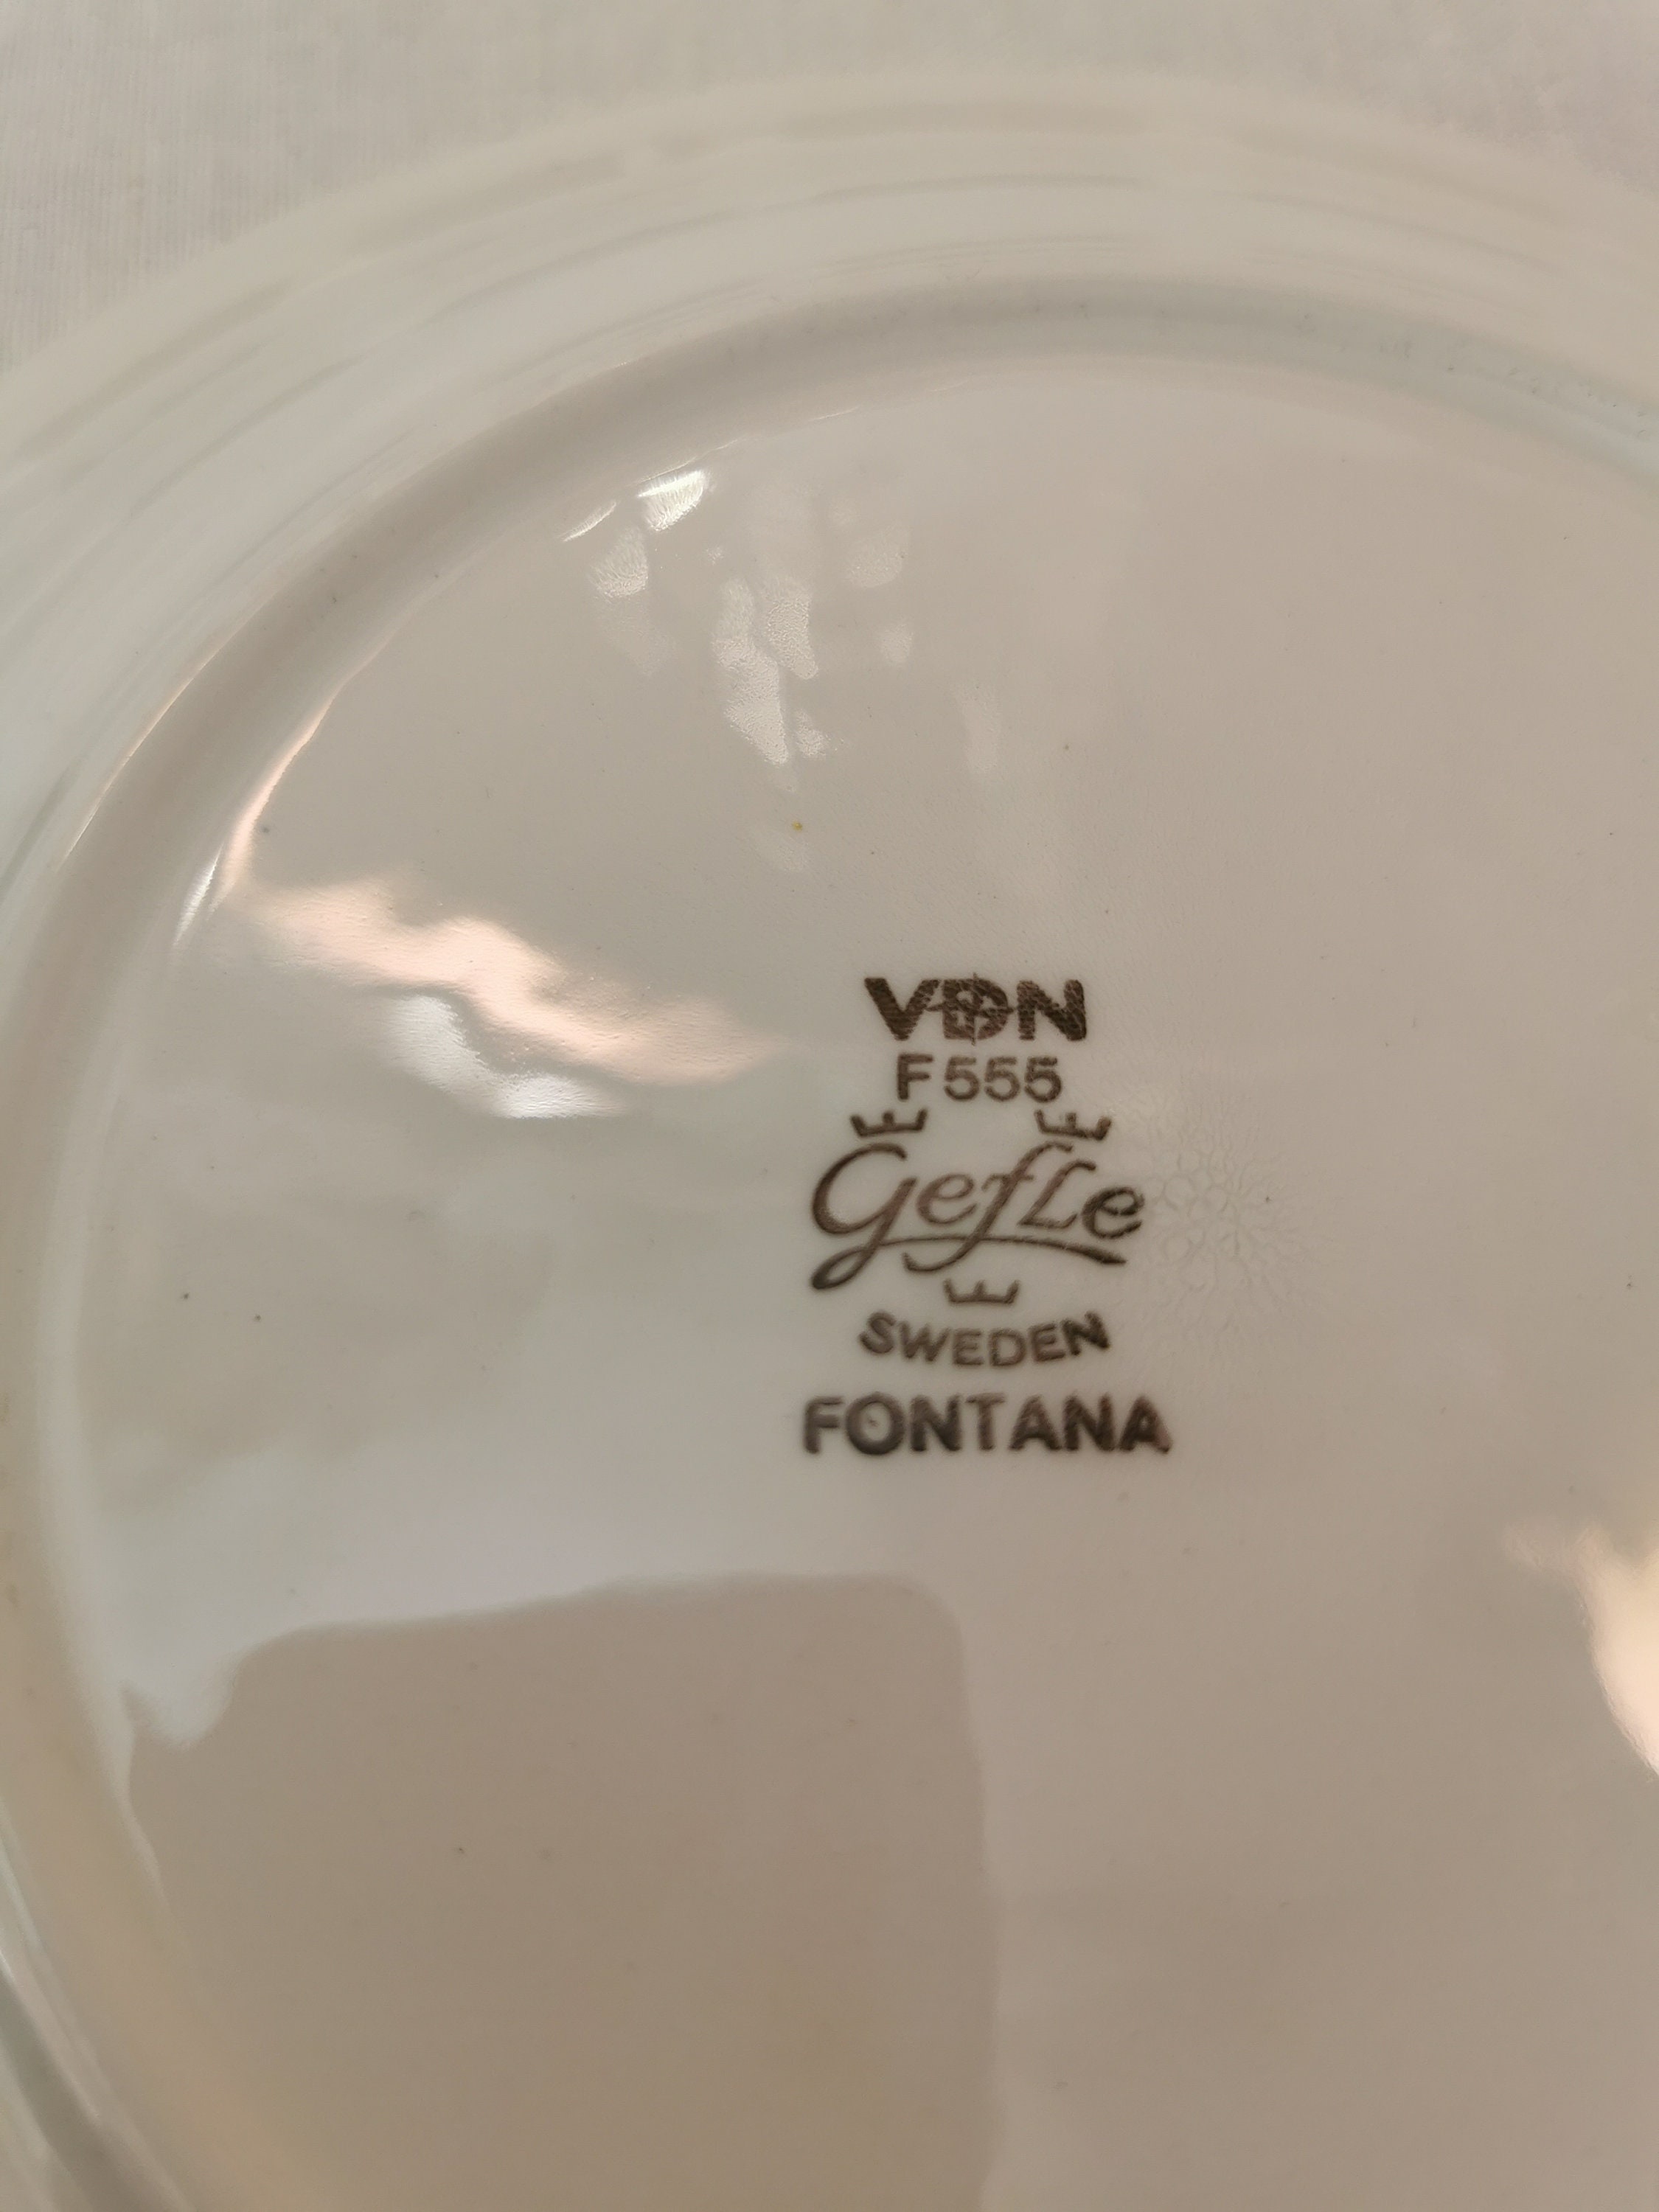 VDN
F555
Gefle
SWEDEN
FONTANA